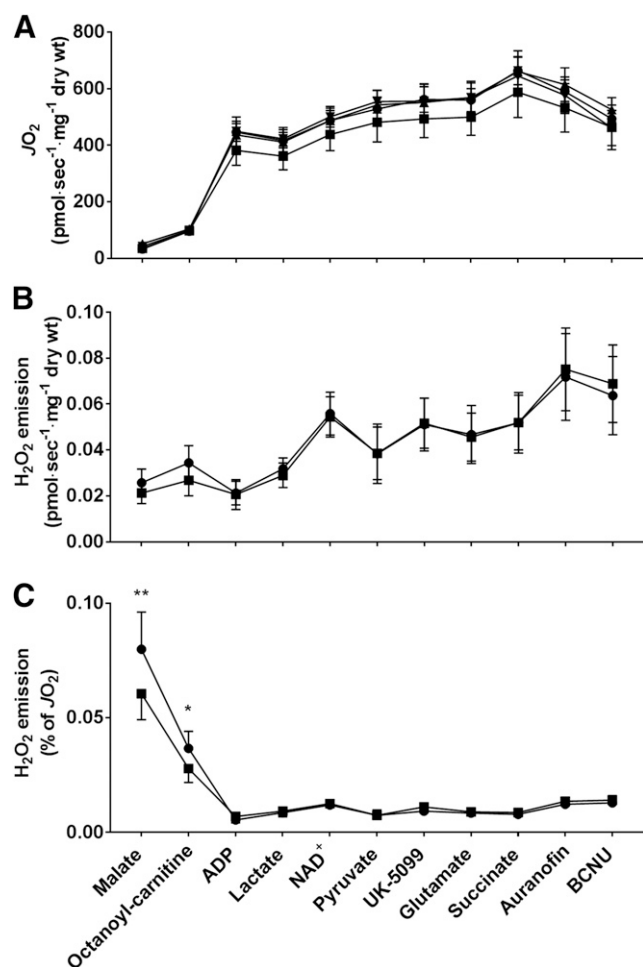 A
JO₂
(pmol·sec⁻¹·mg⁻¹ dry wt)
800
600
400
200
0
B
H₂O₂ emission
(pmol·sec⁻¹·mg⁻¹ dry wt)
0.10
0.08
0.06
0.04
0.02
0.00
C
H₂O₂ emission
(% of JO₂)
0.10
0.05
0.00
**
*
Malate
Octanoyl-carnitine
ADP
Lactate
NAD⁺
Pyruvate
UK-5099
Glutamate
Succinate
Auranofin
BCNU